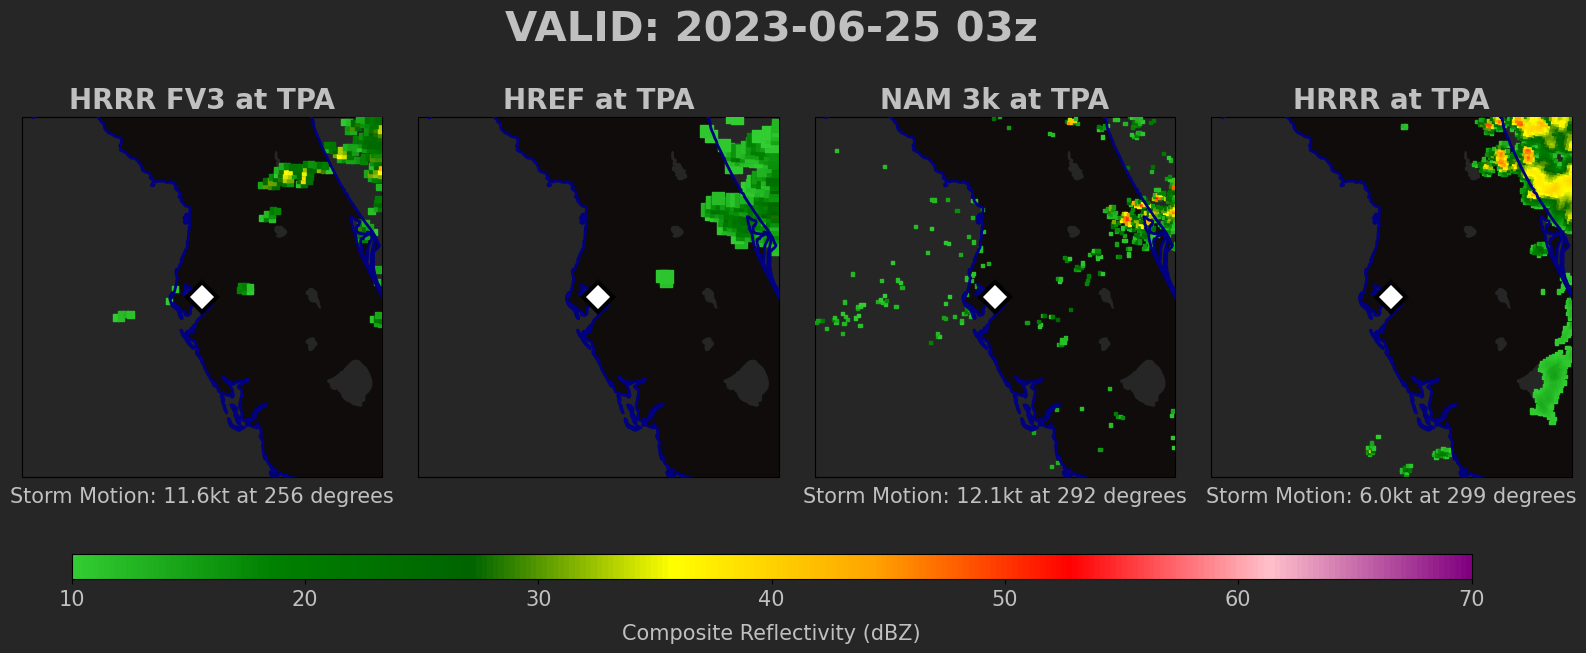 VALID: 2023-06-25 03z
HRRR FV3 at TPA
HREF at TPA
NAM 3k at TPA
HRRR at TPA
Storm Motion: 11.6kt at 256 degrees
Storm Motion: 12.1kt at 292 degrees
Storm Motion: 6.0kt at 299 degrees
10 20 30 40 50 60 70
Composite Reflectivity (dBZ)